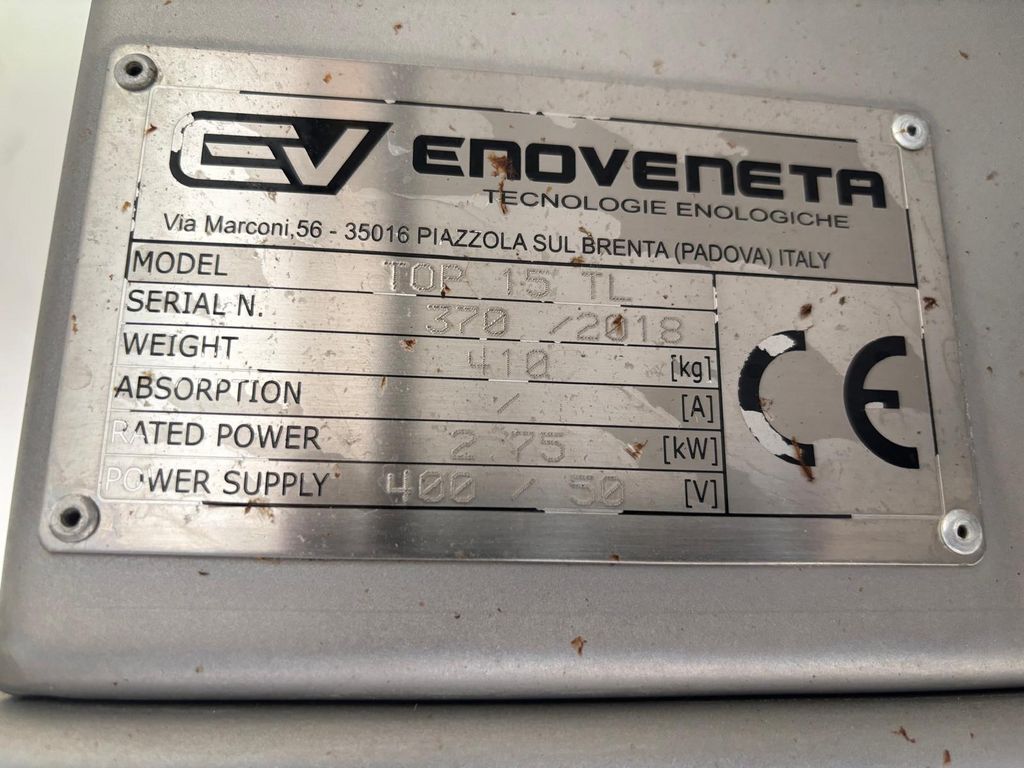 EV ENOVENETA
TECNOLOGIE ENOLOGICHE
Via Marconi,56 - 35016 PIAZZOLA SUL BRENTA (PADOVA) ITALY
MODEL TOP 15 TL
SERIAL N. 370 /2018
WEIGHT 410 [kg]
ABSORPTION / [A]
RATED POWER 2.75 [kW]
POWER SUPPLY 400 / 50 [V]
CE